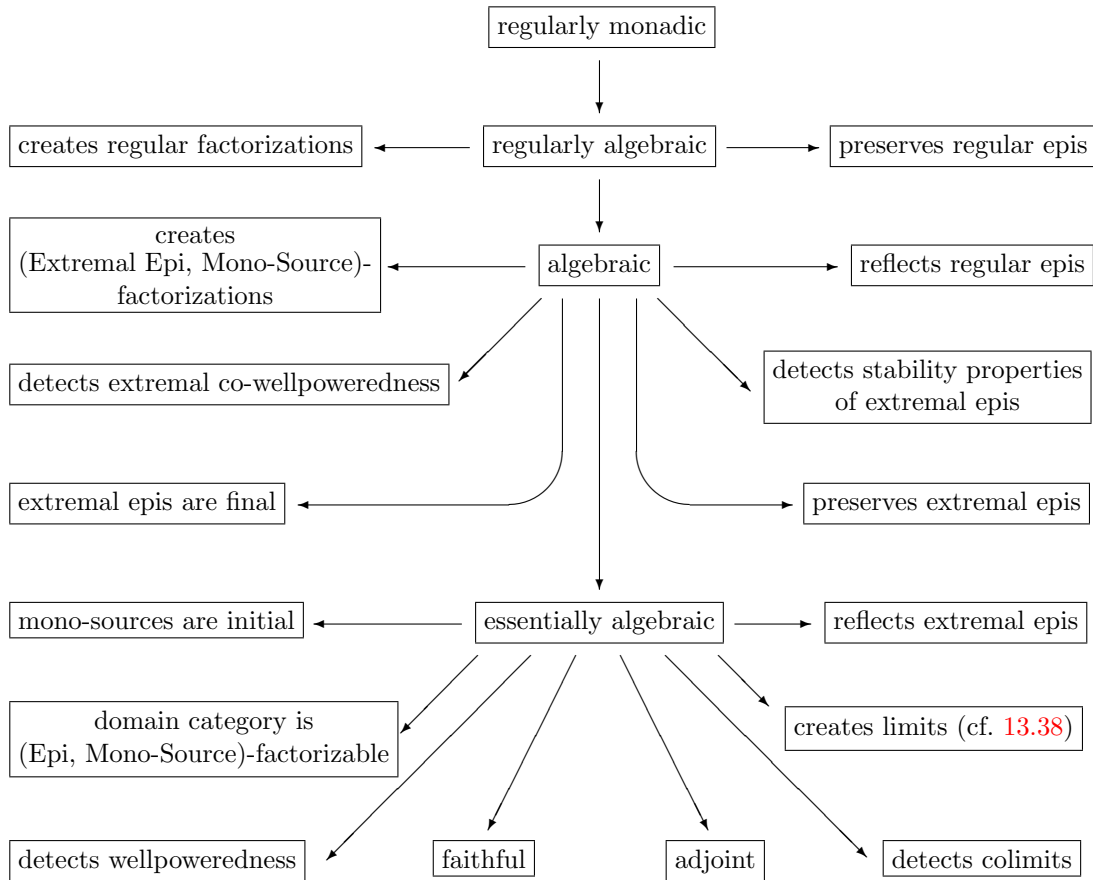 regularly monadic
creates regular factorizations
regularly algebraic
preserves regular epis
creates
(Extremal Epi, Mono-Source)-
factorizations
algebraic
reflects regular epis
detects extremal co-wellpoweredness
detects stability properties
of extremal epis
extremal epis are final
preserves extremal epis
mono-sources are initial
essentially algebraic
reflects extremal epis
domain category is
(Epi, Mono-Source)-factorizable
creates limits (cf. 13.38)
detects wellpoweredness
faithful
adjoint
detects colimits